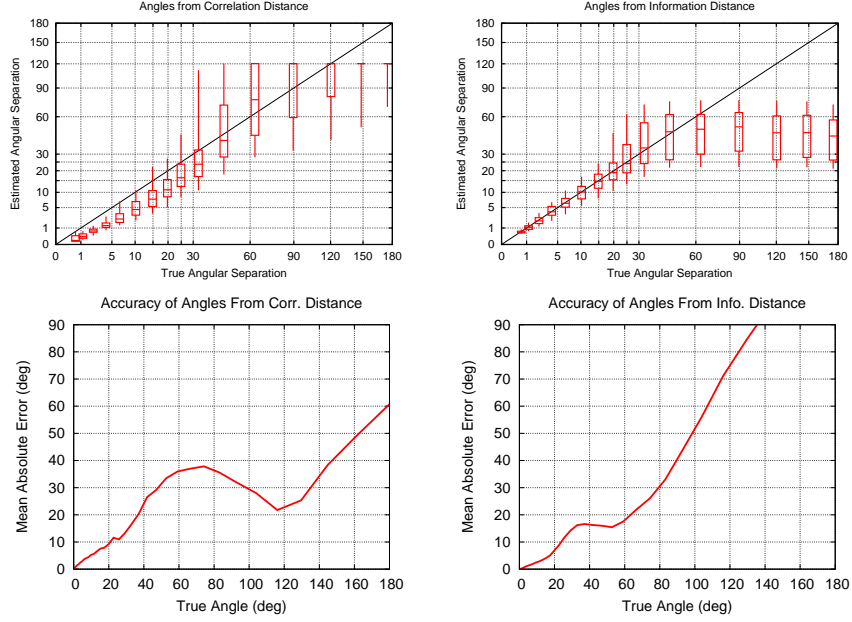 Angles from Correlation Distance
180
150
120
90
60
30
20
10
5
1
0
0 1 5 10 20 30 60 90 120 150 180
Estimated Angular Separation
True Angular Separation
Angles from Information Distance
180
150
120
90
60
30
20
10
5
1
0
0 1 5 10 20 30 60 90 120 150 180
Estimated Angular Separation
True Angular Separation
Accuracy of Angles From Corr. Distance
90
80
70
60
50
40
30
20
10
0
0 20 40 60 80 100 120 140 160 180
Mean Absolute Error (deg)
True Angle (deg)
Accuracy of Angles From Info. Distance
90
80
70
60
50
40
30
20
10
0
0 20 40 60 80 100 120 140 160 180
Mean Absolute Error (deg)
True Angle (deg)